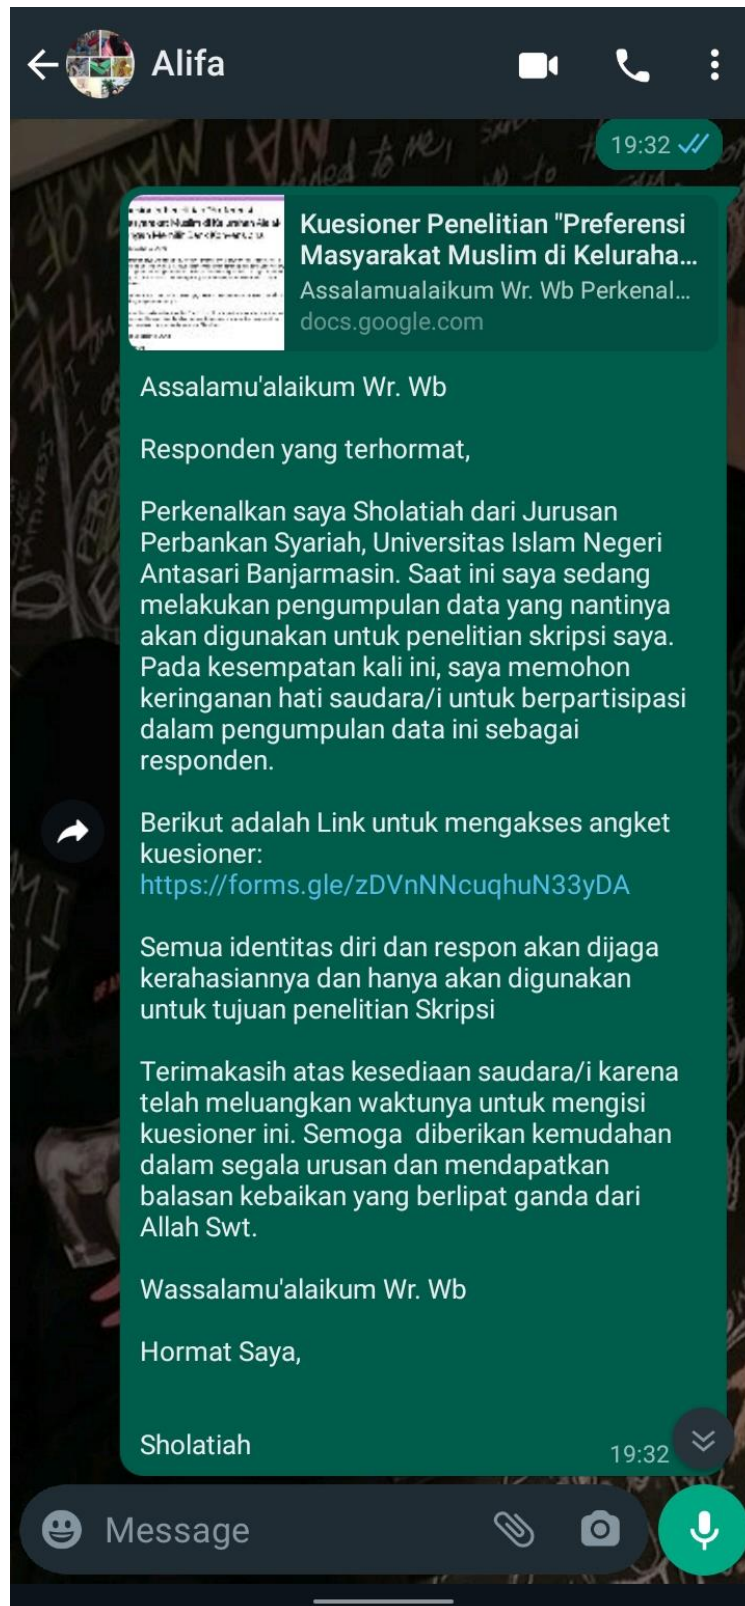 Alifa
19:32
Kuesioner Penelitian "Preferensi
Masyarakat Muslim di Keluraha...
Assalamualaikum Wr. Wb Perkenal...
docs.google.com
Assalamu'alaikum Wr. Wb
Responden yang terhormat,
Perkenalkan saya Sholatiah dari Jurusan
Perbankan Syariah, Universitas Islam Negeri
Antasari Banjarmasin. Saat ini saya sedang
melakukan pengumpulan data yang nantinya
akan digunakan untuk penelitian skripsi saya.
Pada kesempatan kali ini, saya memohon
keringanan hati saudara/i untuk berpartisipasi
dalam pengumpulan data ini sebagai
responden.
Berikut adalah Link untuk mengakses angket
kuesioner:
https://forms.gle/zDVnNNcuqhuN33yDA
Semua identitas diri dan respon akan dijaga
kerahasiannya dan hanya akan digunakan
untuk tujuan penelitian Skripsi
Terimakasih atas kesediaan saudara/i karena
telah meluangkan waktunya untuk mengisi
kuesioner ini. Semoga  diberikan kemudahan
dalam segala urusan dan mendapatkan
balasan kebaikan yang berlipat ganda dari
Allah Swt.
Wassalamu'alaikum Wr. Wb
Hormat Saya,
Sholatiah
19:32
Message